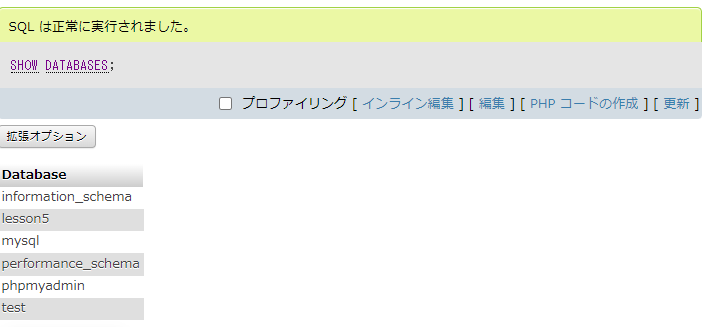 SQL は正常に実行されました。
SHOW DATABASES;
プロファイリング [ インライン編集 ] [ 編集 ] [ PHP コードの作成 ] [ 更新 ]
拡張オプション
Database
information_schema
lesson5
mysql
performance_schema
phpmyadmin
test